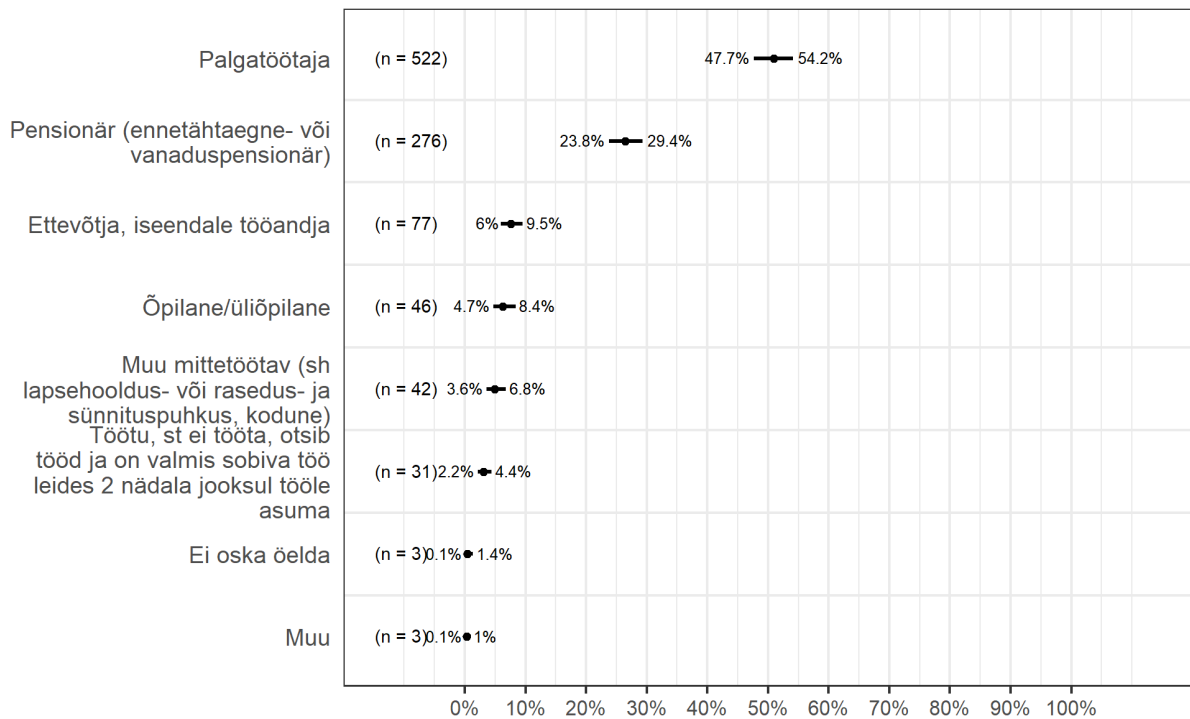 Palgatöötaja
(n = 522)
47.7%
54.2%
Pensionär (ennetähtaegne- või
vanaduspensionär)
(n = 276)
23.8%
29.4%
Ettevõtja, iseendale tööandja
(n = 77)
6%
9.5%
Õpilane/üliõpilane
(n = 46)
4.7%
8.4%
Muu mittetöötav (sh
lapsehooldus- või rasedus- ja
sünnituspuhkus, kodune)
(n = 42)
3.6%
6.8%
Töötu, st ei tööta, otsib
tööd ja on valmis sobiva töö
leides 2 nädala jooksul tööle
asuma
(n = 31)
2.2%
4.4%
Ei oska öelda
(n = 3)
0.1%
1.4%
Muu
(n = 3)
0.1%
1%
0% 10% 20% 30% 40% 50% 60% 70% 80% 90% 100%